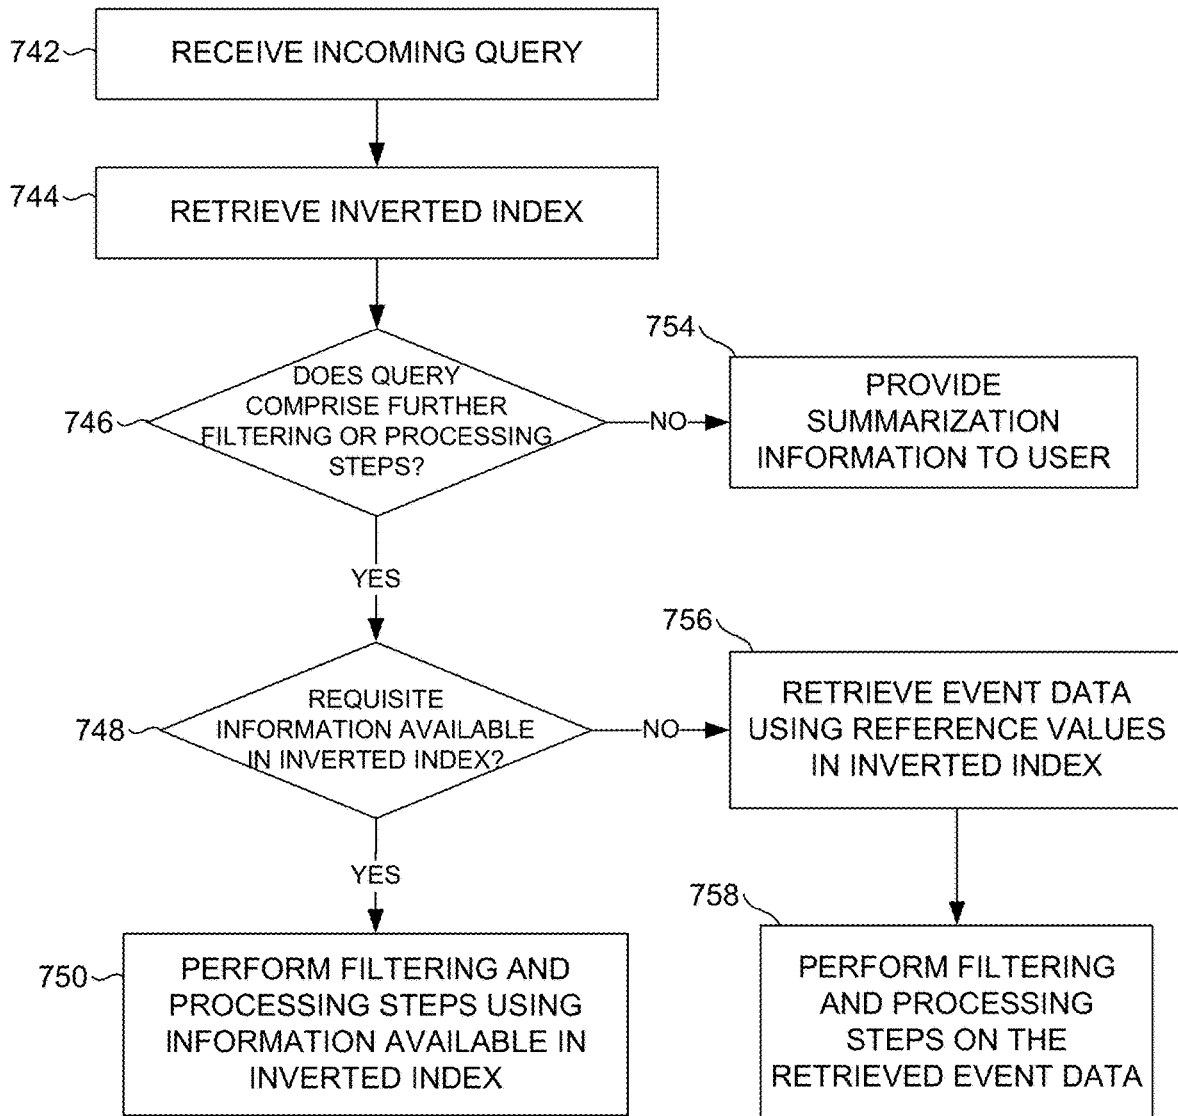 742
RECEIVE INCOMING QUERY
744
RETRIEVE INVERTED INDEX
746
DOES QUERY
COMPRISE FURTHER
FILTERING OR PROCESSING
STEPS?
NO
754
PROVIDE
SUMMARIZATION
INFORMATION TO USER
YES
748
REQUISITE
INFORMATION AVAILABLE
IN INVERTED INDEX?
NO
756
RETRIEVE EVENT DATA
USING REFERENCE VALUES
IN INVERTED INDEX
YES
750
PERFORM FILTERING AND
PROCESSING STEPS USING
INFORMATION AVAILABLE IN
INVERTED INDEX
758
PERFORM FILTERING
AND PROCESSING
STEPS ON THE
RETRIEVED EVENT DATA